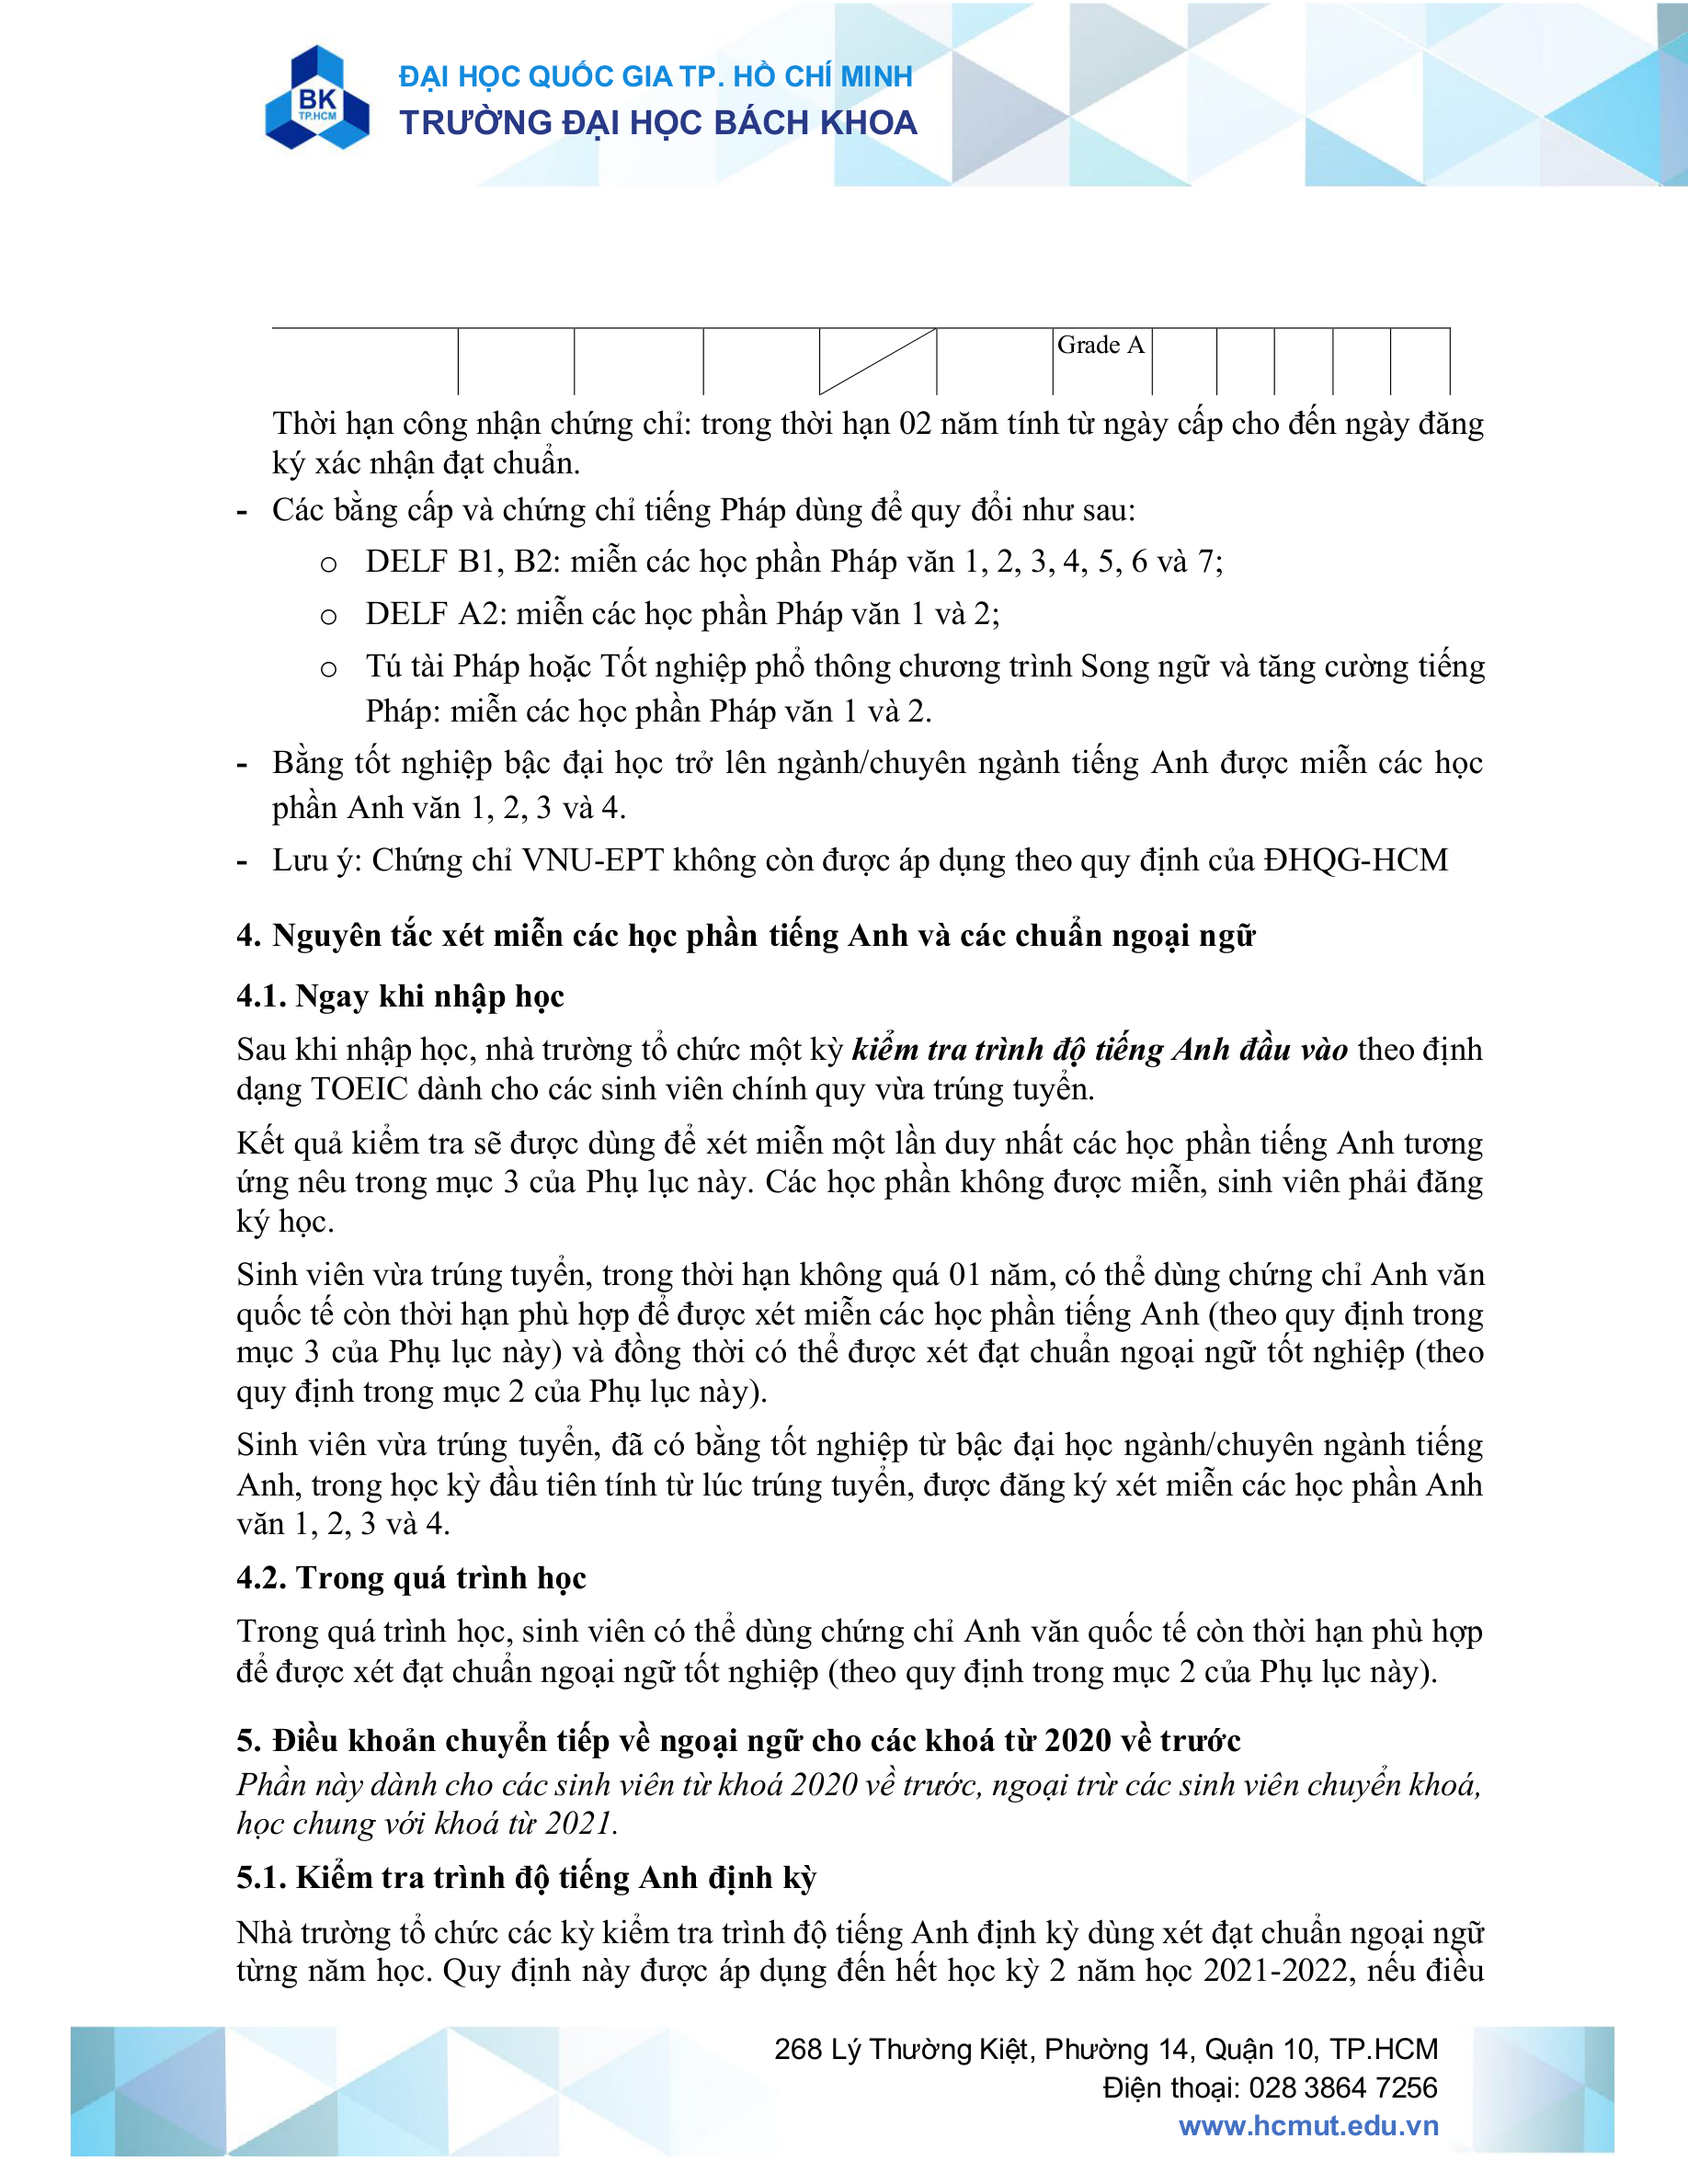 ĐẠI HỌC QUỐC GIA TP. HỒ CHÍ MINH
BK
TP.HCM
TRƯỜNG ĐẠI HỌC BÁCH KHOA
Grade A
Thời hạn công nhận chứng chỉ: trong thời hạn 02 năm tính từ ngày cấp cho đến ngày đăng
ký xác nhận đạt chuẩn.
- Các bằng cấp và chứng chỉ tiếng Pháp dùng để quy đổi như sau:
o DELF B1, B2: miễn các học phần Pháp văn 1, 2, 3, 4, 5, 6 và 7;
o DELF A2: miễn các học phần Pháp văn 1 và 2;
o Tú tài Pháp hoặc Tốt nghiệp phổ thông chương trình Song ngữ và tăng cường tiếng
Pháp: miễn các học phần Pháp văn 1 và 2.
- Bằng tốt nghiệp bậc đại học trở lên ngành/chuyên ngành tiếng Anh được miễn các học
phần Anh văn 1, 2, 3 và 4.
- Lưu ý: Chứng chỉ VNU-EPT không còn được áp dụng theo quy định của ĐHQG-HCM
4. Nguyên tắc xét miễn các học phần tiếng Anh và các chuẩn ngoại ngữ
4.1. Ngay khi nhập học
Sau khi nhập học, nhà trường tổ chức một kỳ kiểm tra trình độ tiếng Anh đầu vào theo định
dạng TOEIC dành cho các sinh viên chính quy vừa trúng tuyển.
Kết quả kiểm tra sẽ được dùng để xét miễn một lần duy nhất các học phần tiếng Anh tương
ứng nêu trong mục 3 của Phụ lục này. Các học phần không được miễn, sinh viên phải đăng
ký học.
Sinh viên vừa trúng tuyển, trong thời hạn không quá 01 năm, có thể dùng chứng chỉ Anh văn
quốc tế còn thời hạn phù hợp để được xét miễn các học phần tiếng Anh (theo quy định trong
mục 3 của Phụ lục này) và đồng thời có thể được xét đạt chuẩn ngoại ngữ tốt nghiệp (theo
quy định trong mục 2 của Phụ lục này).
Sinh viên vừa trúng tuyển, đã có bằng tốt nghiệp từ bậc đại học ngành/chuyên ngành tiếng
Anh, trong học kỳ đầu tiên tính từ lúc trúng tuyển, được đăng ký xét miễn các học phần Anh
văn 1, 2, 3 và 4.
4.2. Trong quá trình học
Trong quá trình học, sinh viên có thể dùng chứng chỉ Anh văn quốc tế còn thời hạn phù hợp
để được xét đạt chuẩn ngoại ngữ tốt nghiệp (theo quy định trong mục 2 của Phụ lục này).
5. Điều khoản chuyển tiếp về ngoại ngữ cho các khoá từ 2020 về trước
Phần này dành cho các sinh viên từ khoá 2020 về trước, ngoại trừ các sinh viên chuyển khoá,
học chung với khoá từ 2021.
5.1. Kiểm tra trình độ tiếng Anh định kỳ
Nhà trường tổ chức các kỳ kiểm tra trình độ tiếng Anh định kỳ dùng xét đạt chuẩn ngoại ngữ
từng năm học. Quy định này được áp dụng đến hết học kỳ 2 năm học 2021-2022, nếu điều
268 Lý Thường Kiệt, Phường 14, Quận 10, TP.HCM
Điện thoại: 028 3864 7256
www.hcmut.edu.vn